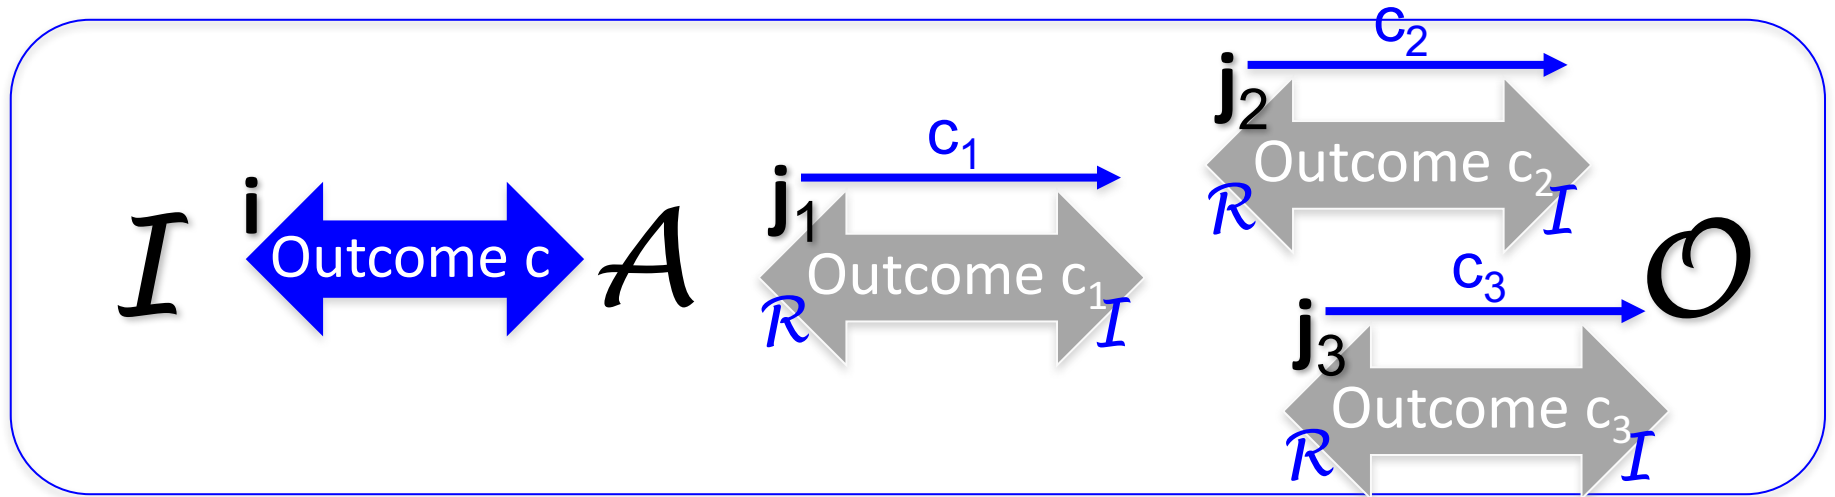 I
i
Outcome c
A
c₁
j₁
Outcome c₁
R
I
c₂
j₂
Outcome c₂
R
I
c₃
j₃
Outcome c₃
R
I
O